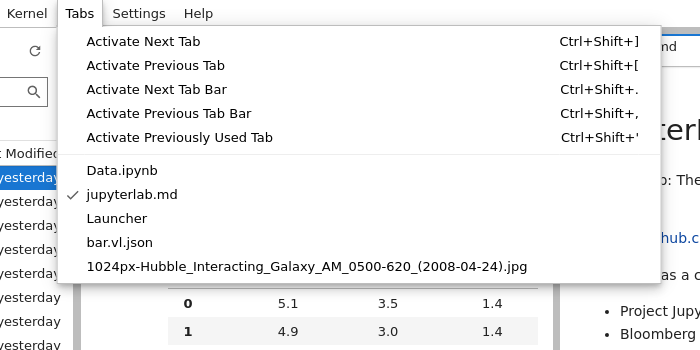 Kernel Tabs Settings Help
Activate Next Tab Ctrl+Shift+]
Activate Previous Tab Ctrl+Shift+[
Activate Next Tab Bar Ctrl+Shift+.
Activate Previous Tab Bar Ctrl+Shift+,
Activate Previously Used Tab Ctrl+Shift+'
Data.ipynb
jupyterlab.md
Launcher
bar.vl.json
1024px-Hubble_Interacting_Galaxy_AM_0500-620_(2008-04-24).jpg
t Modified
yesterday
yesterday
yesterday
yesterday
yesterday
yesterday
yesterday
yesterday
0 5.1 3.5 1.4
1 4.9 3.0 1.4
md
terl
b: The
hub.c
as a c
• Project Jupy
• Bloomberg